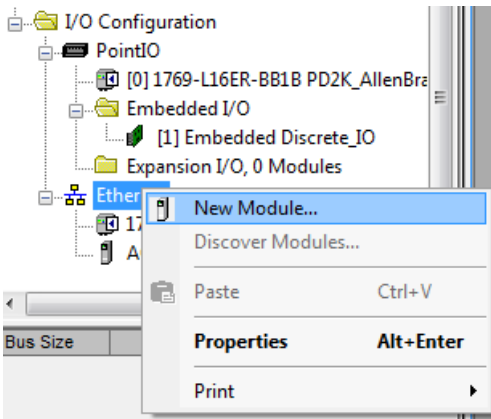 I/O Configuration
PointIO
[0] 1769-L16ER-BB1B PD2K_AllenBra
Embedded I/O
[1] Embedded Discrete_IO
Expansion I/O, 0 Modules
Ether
New Module...
17
Discover Modules...
A
Paste Ctrl+V
Bus Size
Properties Alt+Enter
Print